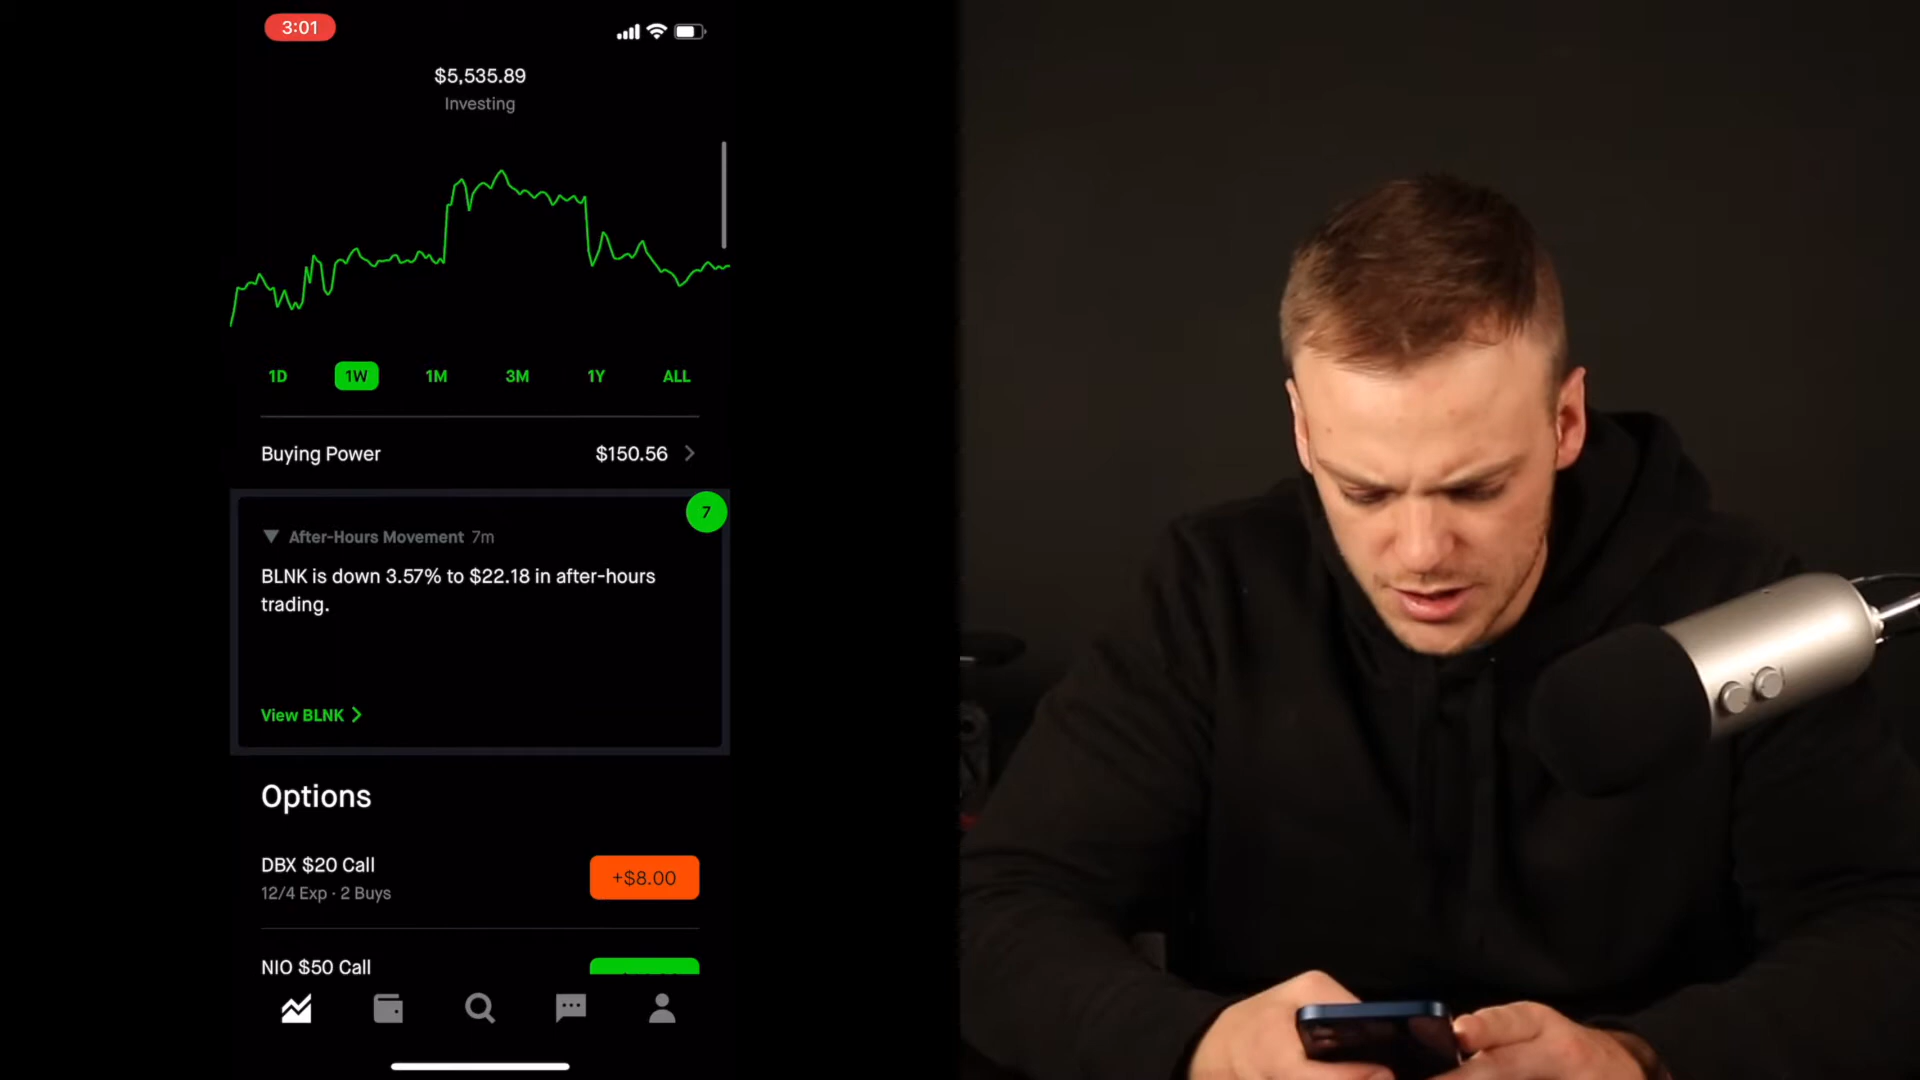 3:01
$5,535.89
Investing
1D 1W 1M 3M 1Y ALL
Buying Power $150.56
7
After-Hours Movement 7m
BLNK is down 3.57% to $22.18 in after-hours
trading.
View BLNK
Options
DBX $20 Call
+$8.00
12/4 Exp · 2 Buys
NIO $50 Call